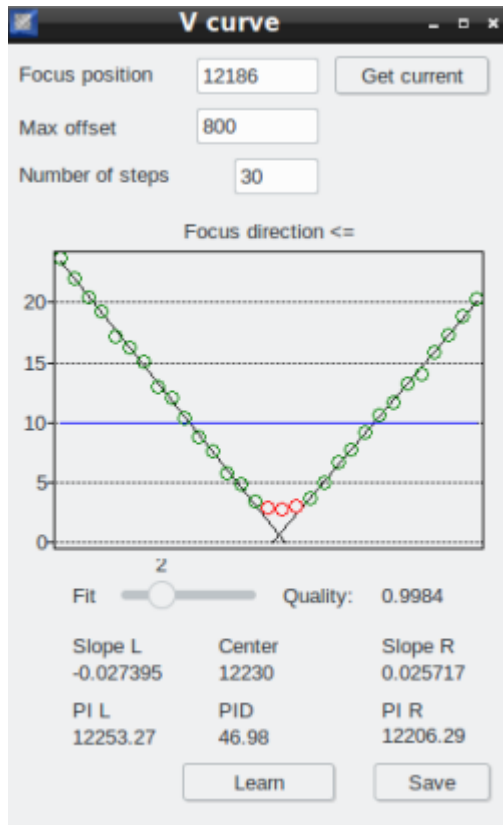 V curve
Focus position 12186 Get current
Max offset 800
Number of steps 30
Focus direction <=
20
15
10
5
0
2
Fit Quality: 0.9984
Slope L Center Slope R
-0.027395 12230 0.025717
PI L PID PI R
12253.27 46.98 12206.29
Learn Save